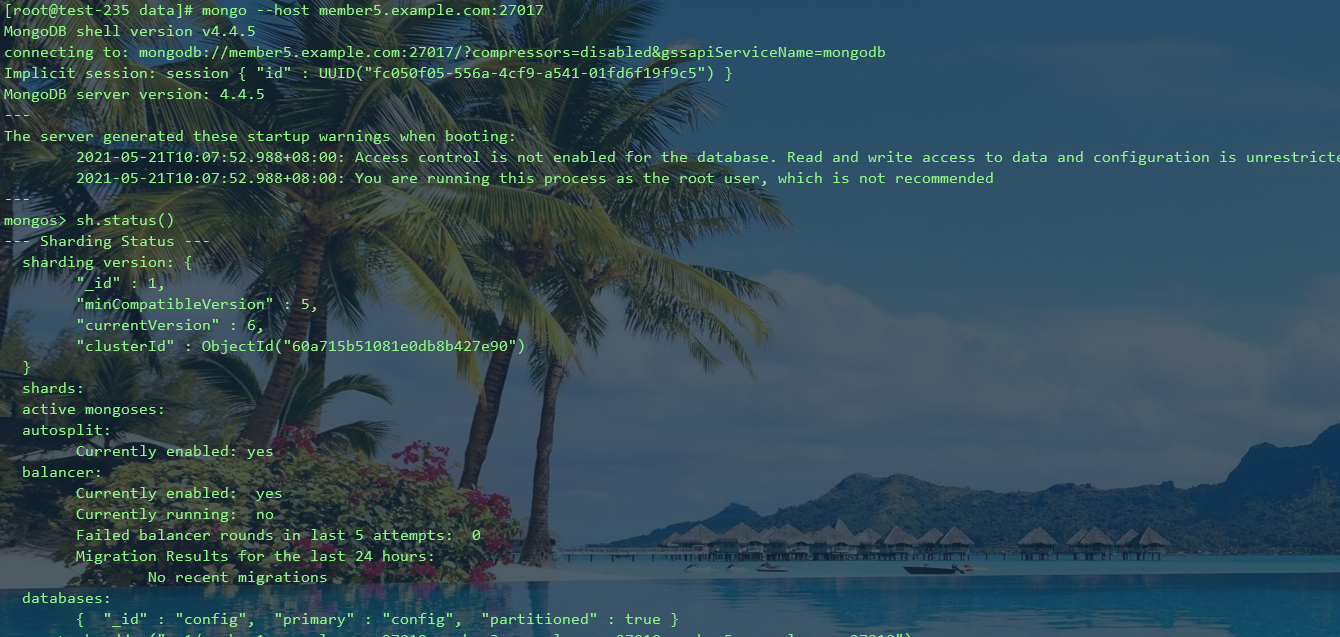 [root@test-235 data]# mongo --host member5.example.com:27017
MongoDB shell version v4.4.5
connecting to: mongodb://member5.example.com:27017/?compressors=disabled&gssapiServiceName=mongodb
Implicit session: session { "id" : UUID("fc050f05-556a-4cf9-a541-01fd6f19f9c5") }
MongoDB server version: 4.4.5
---
The server generated these startup warnings when booting:
        2021-05-21T10:07:52.988+08:00: Access control is not enabled for the database. Read and write access to data and configuration is unrestricte
        2021-05-21T10:07:52.988+08:00: You are running this process as the root user, which is not recommended
---
mongos> sh.status()
--- Sharding Status ---
  sharding version: {
        "_id" : 1,
        "minCompatibleVersion" : 5,
        "currentVersion" : 6,
        "clusterId" : ObjectId("60a715b51081e0db8b427e90")
  }
  shards:
  active mongoses:
  autosplit:
        Currently enabled: yes
  balancer:
        Currently enabled:  yes
        Currently running:  no
        Failed balancer rounds in last 5 attempts:  0
        Migration Results for the last 24 hours:
                No recent migrations
  databases:
        {  "_id" : "config",  "primary" : "config",  "partitioned" : true }